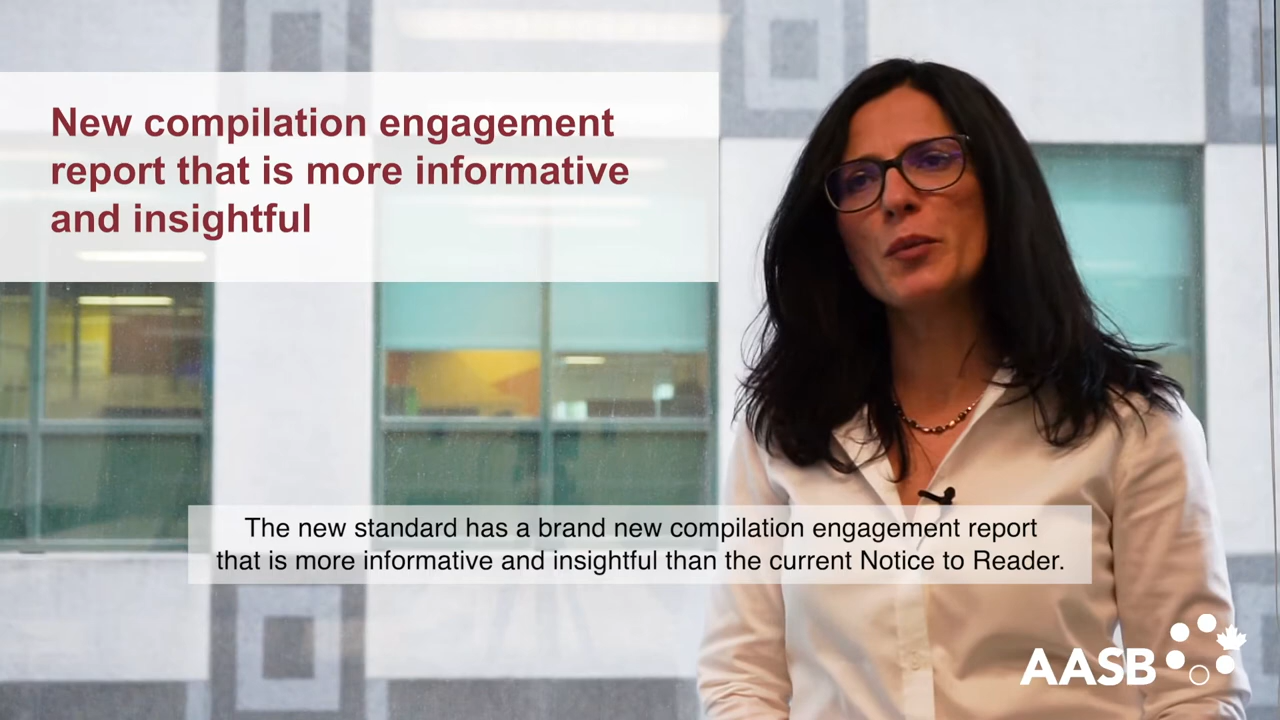 New compilation engagement
report that is more informative
and insightful
The new standard has a brand new compilation engagement report
that is more informative and insightful than the current Notice to Reader.
AASB